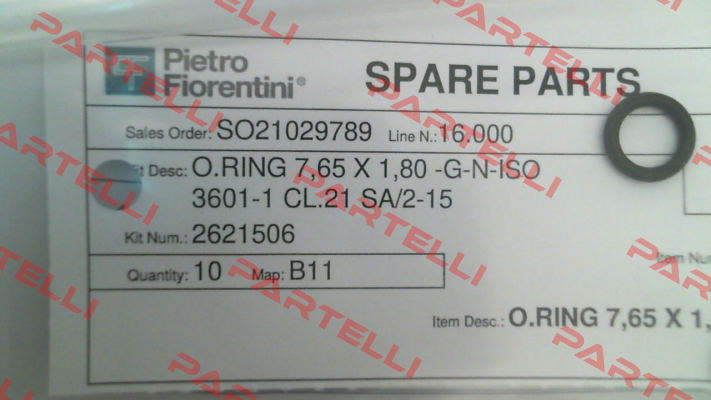 Pietro
Fiorentini®
SPARE PARTS
Sales Order: SO21029789 Line N.: 16.000
Desc: O.RING 7,65 X 1,80 -G-N-ISO
3601-1 CL.21 SA/2-15
Kit Num.: 2621506
Item Nu
Quantity: 10 Map: B11
Item Desc.: O.RING 7,65 X 1,
PARTELLI
PARTELLI
PARTELLI
PARTELLI
PARTELLI
PARTELLI
PARTELLI